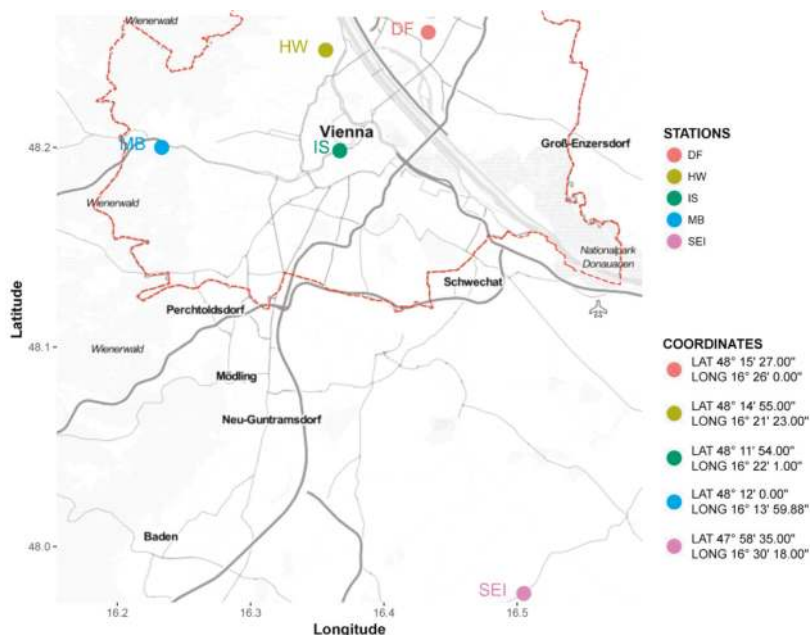 Wienerwald
DF
HW
Vienna
MB
IS
48.2
Groß-Enzersdorf
Wienerwald
Nationalpark
Donauauen
Schwechat
Perchtoldsdorf
48.1
Wienerwald
Mödling
Neu-Guntramsdorf
Baden
48.0
SEI
16.2
16.3
16.4
16.5
Longitude
Latitude
STATIONS
DF
HW
IS
MB
SEI
COORDINATES
LAT 48° 15' 27.00"
LONG 16° 26' 0.00"
LAT 48° 14' 55.00"
LONG 16° 21' 23.00"
LAT 48° 11' 54.00"
LONG 16° 22' 1.00"
LAT 48° 12' 0.00"
LONG 16° 13' 59.88"
LAT 47° 58' 35.00"
LONG 16° 30' 18.00"